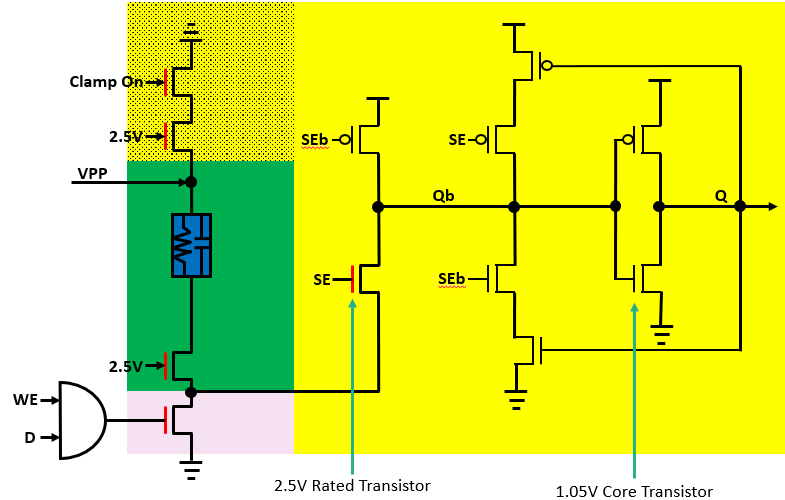 Clamp On
2.5V
SEb
SE
VPP
Qb
Q
SE
SEb
2.5V
WE
D
2.5V Rated Transistor
1.05V Core Transistor